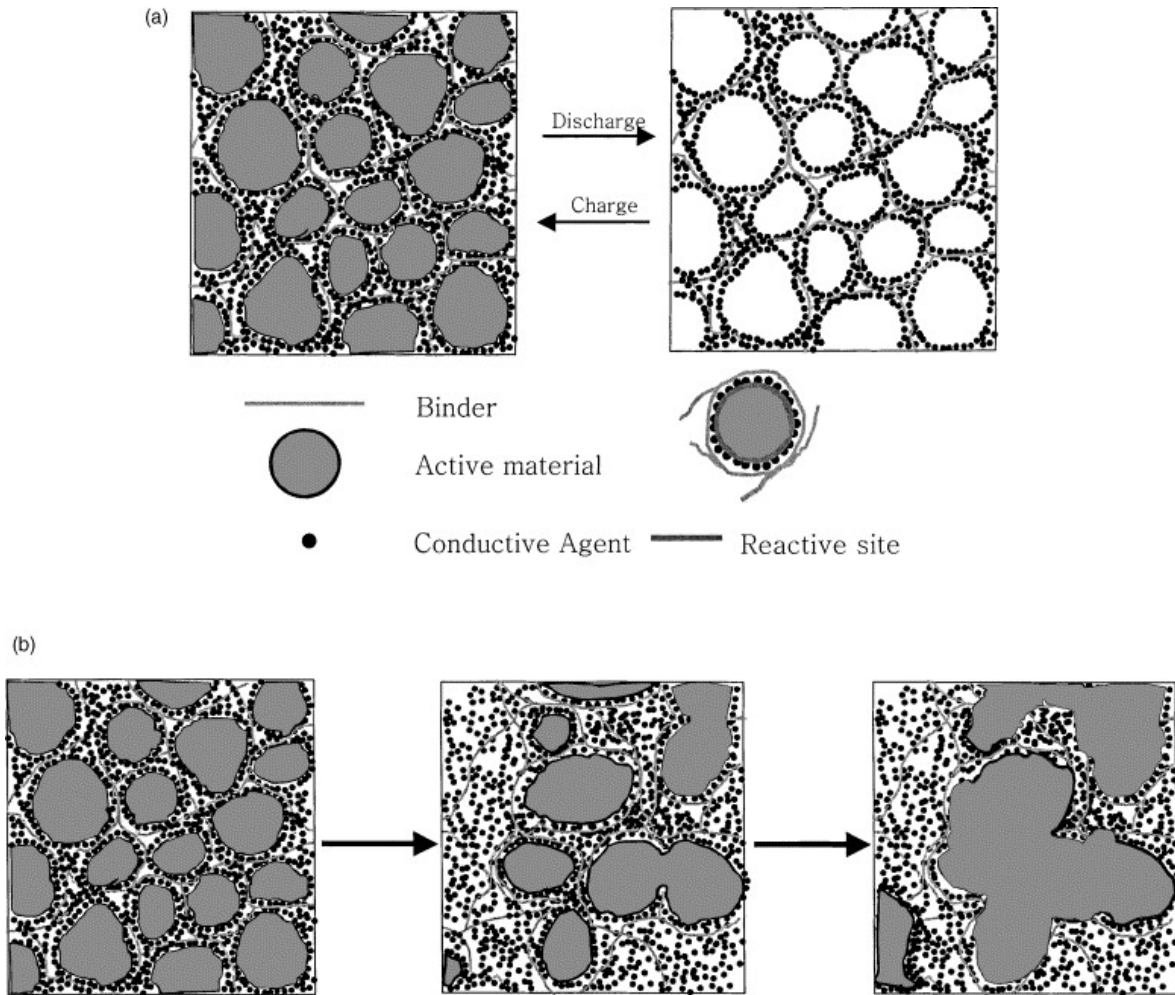 (a)
Discharge
Charge
Binder
Active material
Conductive Agent
Reactive site
(b)